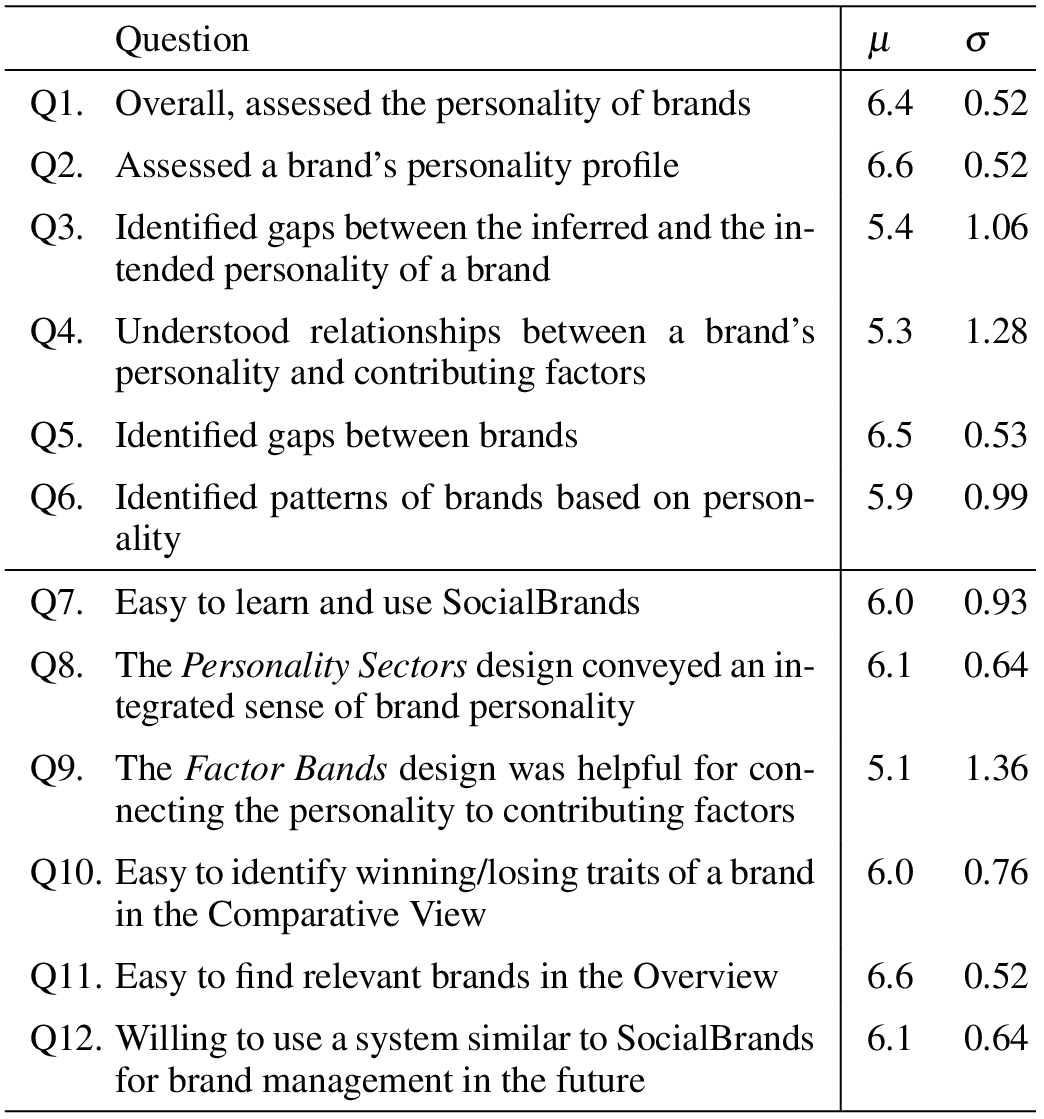 Question μ σ
Q1. Overall, assessed the personality of brands 6.4 0.52
Q2. Assessed a brand’s personality profile 6.6 0.52
Q3. Identified gaps between the inferred and the in- 5.4 1.06
tended personality of a brand
Q4. Understood relationships between a brand’s 5.3 1.28
personality and contributing factors
Q5. Identified gaps between brands 6.5 0.53
Q6. Identified patterns of brands based on person- 5.9 0.99
ality
Q7. Easy to learn and use SocialBrands 6.0 0.93
Q8. The Personality Sectors design conveyed an in- 6.1 0.64
tegrated sense of brand personality
Q9. The Factor Bands design was helpful for con- 5.1 1.36
necting the personality to contributing factors
Q10. Easy to identify winning/losing traits of a brand 6.0 0.76
in the Comparative View
Q11. Easy to find relevant brands in the Overview 6.6 0.52
Q12. Willing to use a system similar to SocialBrands 6.1 0.64
for brand management in the future